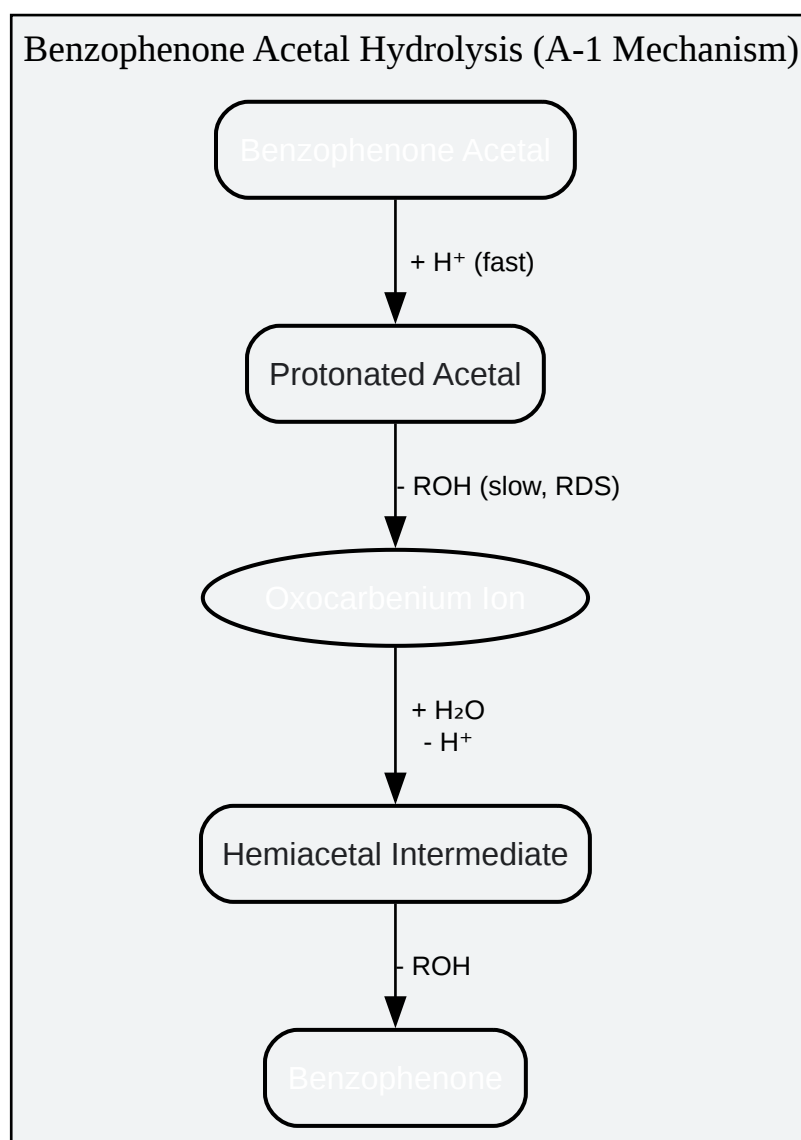 Benzophenone Acetal Hydrolysis (A-1 Mechanism)
Benzophenone Acetal
+ H⁺ (fast)
Protonated Acetal
- ROH (slow, RDS)
Oxocarbenium Ion
+ H₂O
- H⁺
Hemiacetal Intermediate
- ROH
Benzophenone